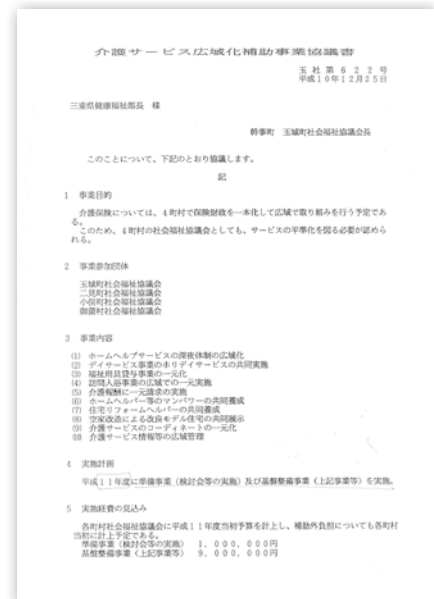 介護サービス広域化補助事業協議書
玉社第622号
平成10年12月25日
三重県健康福祉部長 様
幹事町 玉城町社会福祉協議会長
このことについて、下記のとおり協議します。
記
1 事業目的
介護保険については、4町村で保険財政を一本化して広域で取り組みを行う予定であ
る。
このため、4町村の社会福祉協議会としても、サービスの平準化を図る必要が認めら
れる。
2 事業参加団体
玉城町社会福祉協議会
二見町社会福祉協議会
小俣町社会福祉協議会
御薗村社会福祉協議会
3 事業内容
(1) ホームヘルプサービスの深夜体制の広域化
(2) デイサービス事業のホリデイサービスの共同実施
(3) 福祉用具貸与事業の一元化
(4) 訪問入浴事業の広域での一元実施
(5) 介護報酬に一元請求の実施
(6) ホームヘルパー等のマンパワーの共同養成
(7) 住宅リフォームヘルパーの共同養成
(8) 空家改造による改良モデル住宅の共同展示
(9) 介護サービスのコーディネートの一元化
(10) 介護サービス情報等の広域管理
4 実施計画
平成11年度に準備事業(検討会等の実施)及び基盤整備事業(上記事業等)を実施。
5 実施経費の見込み
各町村社会福祉協議会に平成11年度当初予算を計上し、補助外負担についても各町村
当初に計上予定である。
準備事業(検討会等の実施) 1,000,000円
基盤整備事業(上記事業等) 9,000,000円